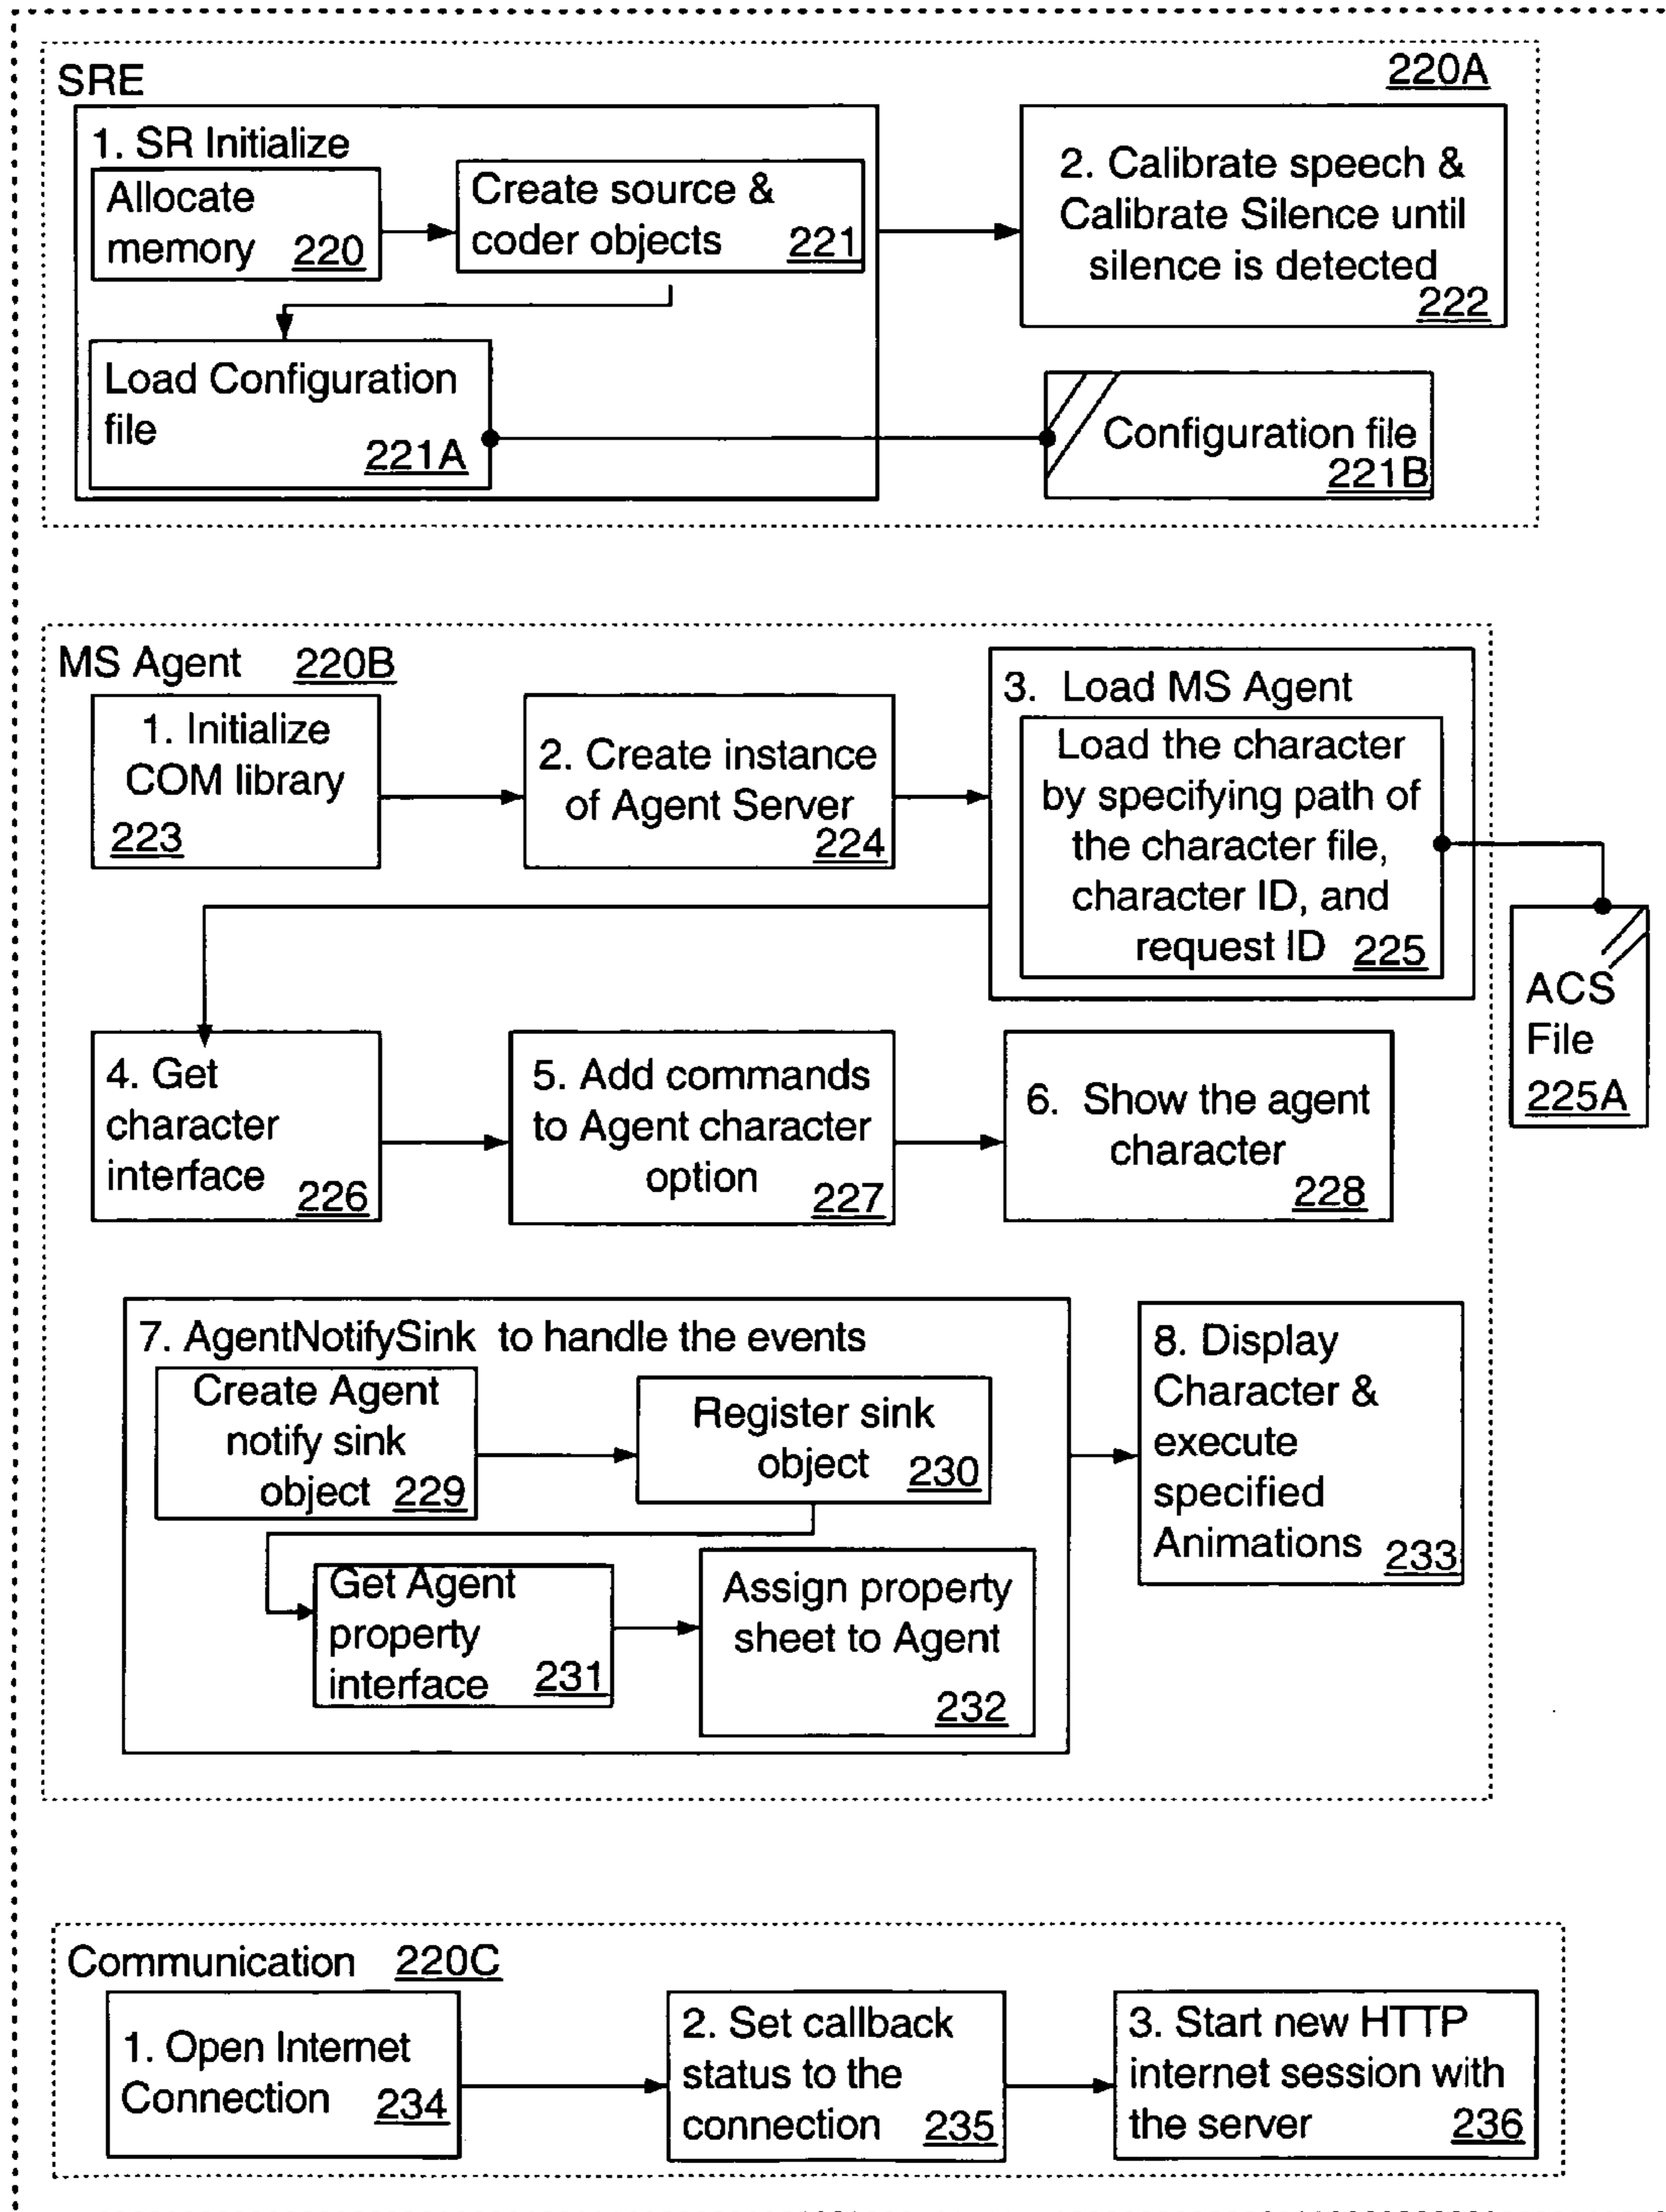 SRE
220A
1. SR Initialize
Allocate
memory 220
Create source &
coder objects 221
2. Calibrate speech &
Calibrate Silence until
silence is detected
222
Load Configuration
file
221A
Configuration file
221B
MS Agent 220B
1. Initialize
COM library
223
2. Create instance
of Agent Server
224
3. Load MS Agent
Load the character
by specifying path of
the character file,
character ID, and
request ID 225
ACS
File
225A
4. Get
character
interface 226
5. Add commands
to Agent character
option 227
6. Show the agent
character
228
7. AgentNotifySink to handle the events
Create Agent
notify sink
object 229
Register sink
object 230
Get Agent
property
interface 231
Assign property
sheet to Agent
232
8. Display
Character &
execute
specified
Animations 233
Communication 220C
1. Open Internet
Connection 234
2. Set callback
status to the
connection 235
3. Start new HTTP
internet session with
the server 236